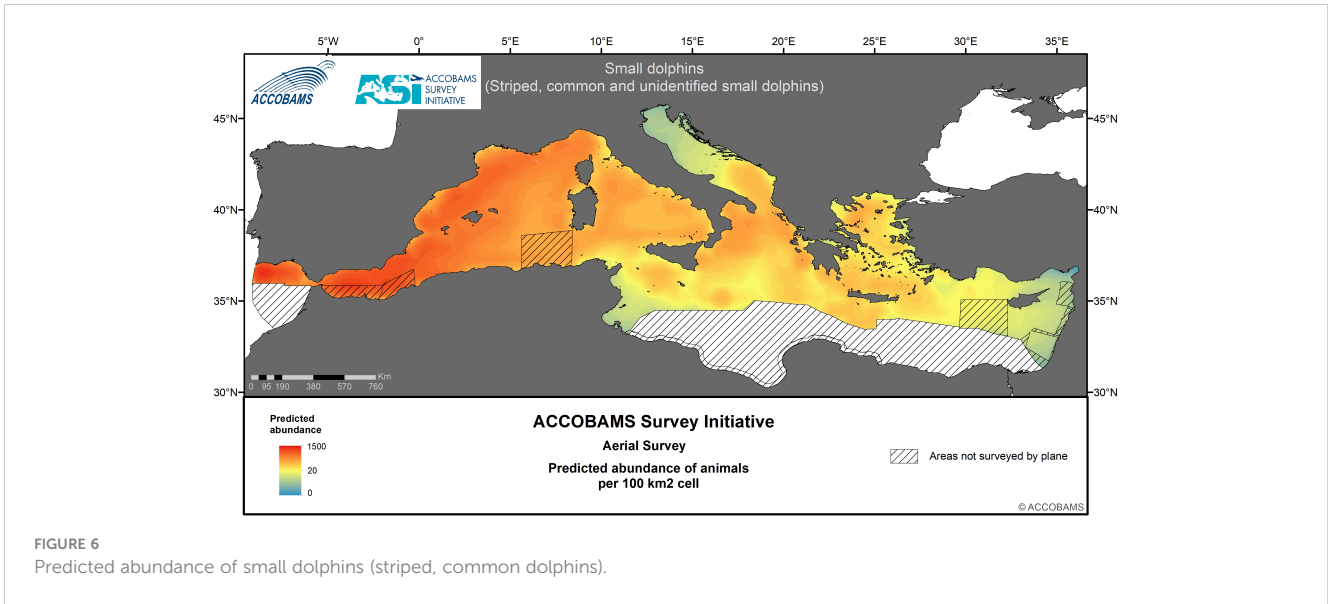 5°W 0° 5°E 10°E 15°E 20°E 25°E 30°E 35°E
ACCOBAMS
ASI
ACCOBAMS
SURVEY
INITIATIVE
Small dolphins
(Striped, common and unidentified small dolphins)
45°N 45°N
40°N 40°N
35°N 35°N
30°N 30°N
Km
0 95 190 380 570 760
Predicted
abundance
1500
20
0
ACCOBAMS Survey Initiative
Aerial Survey
Predicted abundance of animals
per 100 km2 cell
Areas not surveyed by plane
© ACCOBAMS
FIGURE 6
Predicted abundance of small dolphins (striped, common dolphins).